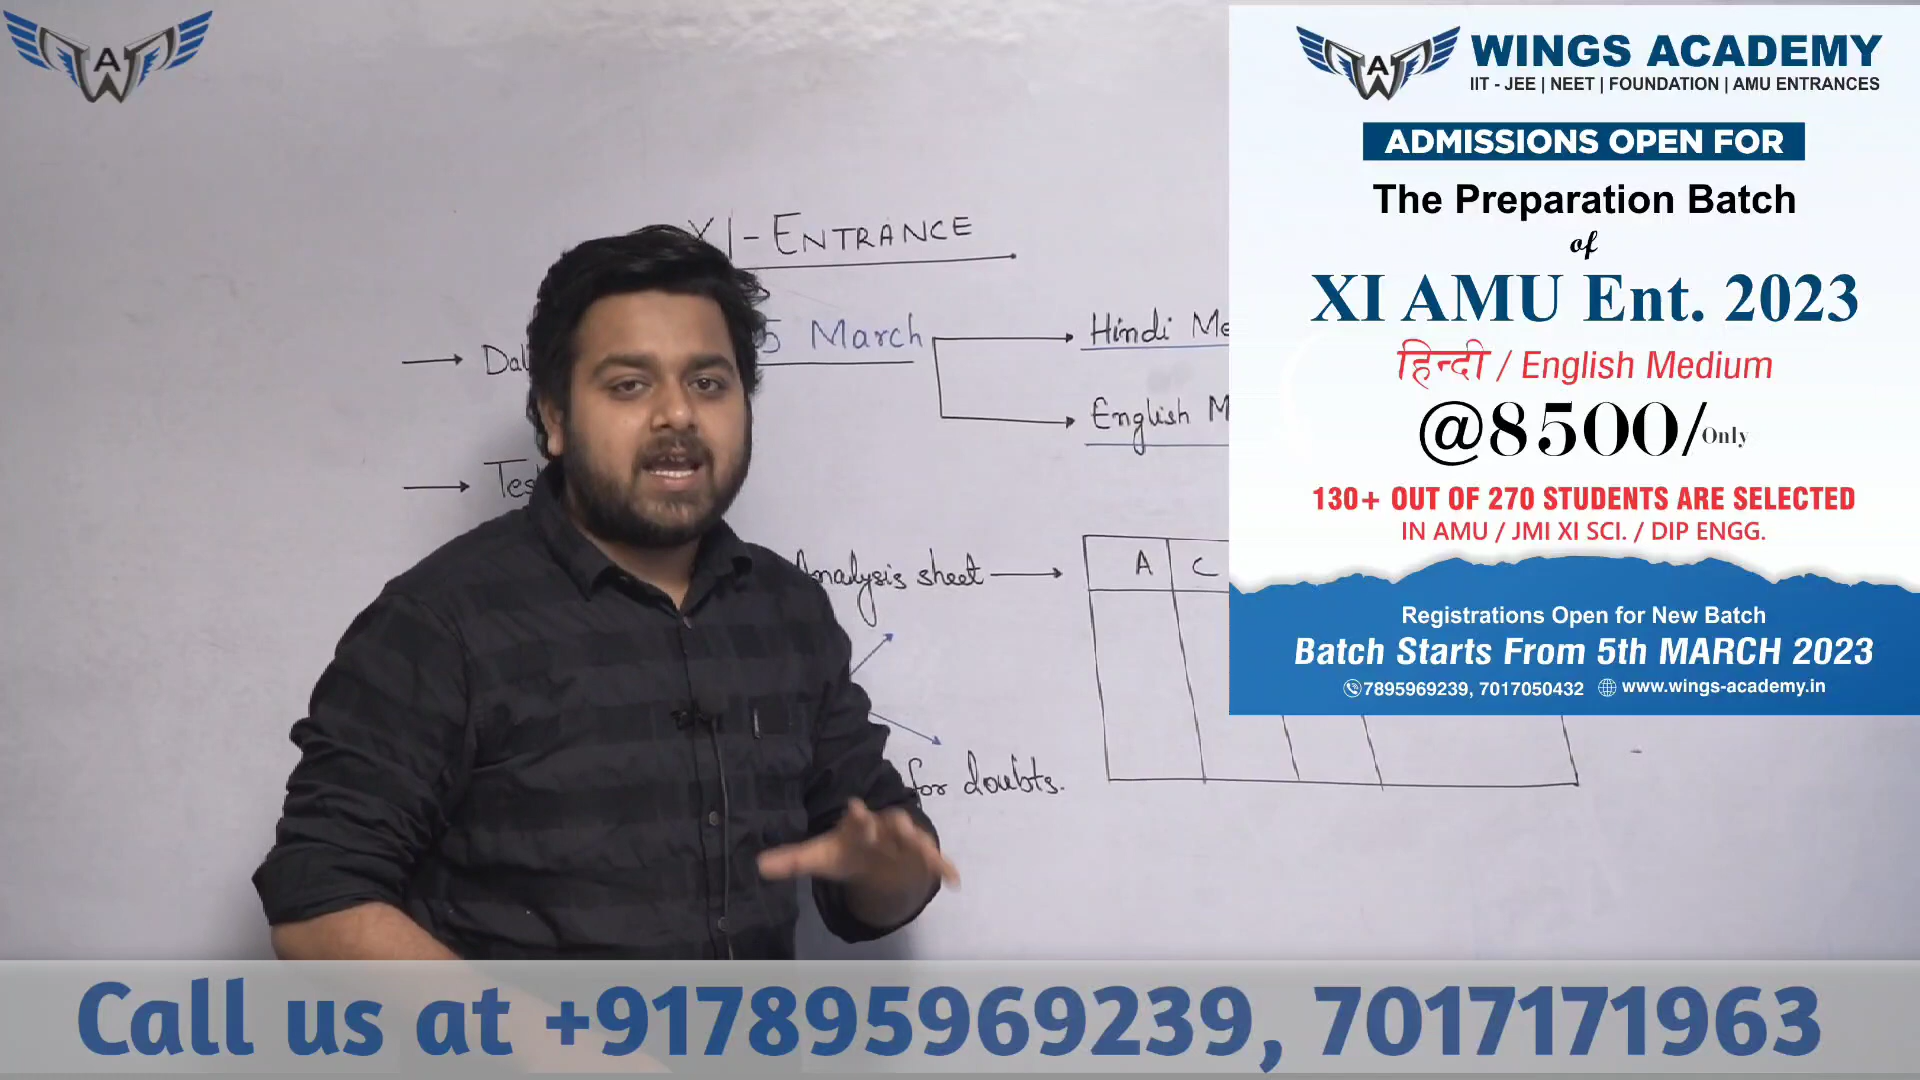 XI-ENTRANCE
5 March
Hindi
English
Analysis sheet
A C
for doubts.
A
W
A
W
WINGS ACADEMY
IIT - JEE | NEET | FOUNDATION | AMU ENTRANCES
ADMISSIONS OPEN FOR
The Preparation Batch
of
XI AMU Ent. 2023
हिन्दी / English Medium
@8500/Only
130+ OUT OF 270 STUDENTS ARE SELECTED
IN AMU / JMI XI SCI. / DIP ENGG.
Registrations Open for New Batch
Batch Starts From 5th MARCH 2023
7895969239, 7017050432 www.wings-academy.in
Call us at +917895969239, 7017171963